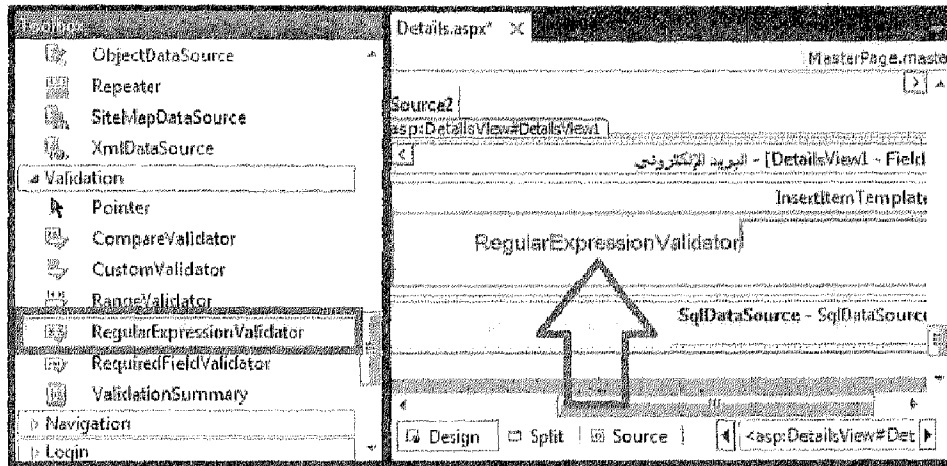 Toolbox
ObjectDataSource
Repeater
SiteMapDataSource
XmlDataSource
Validation
Pointer
CompareValidator
CustomValidator
RangeValidator
RegularExpressionValidator
RequiredFieldValidator
ValidationSummary
Navigation
Login
Details.aspx*
MasterPage.maste
Source2
asp:DetailsView#DetailsView1
البريد الإلكتروني - [DetailsView1 - Field
InsertItemTemplate
RegularExpressionValidator
SqlDataSource - SqlDataSource
Design Split Source <asp:DetailsView#Det